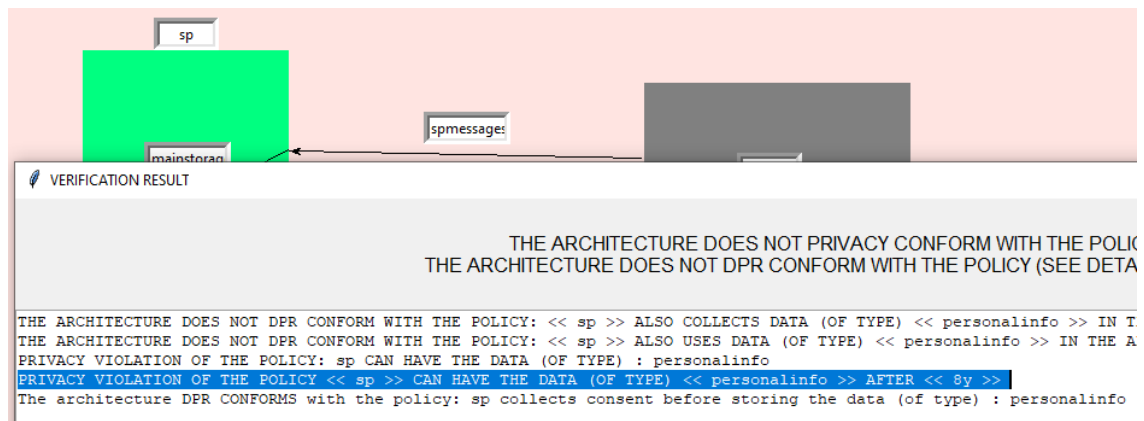 sp
spmessages
mainstorag
VERIFICATION RESULT
THE ARCHITECTURE DOES NOT PRIVACY CONFORM WITH THE POLIC
THE ARCHITECTURE DOES NOT DPR CONFORM WITH THE POLICY (SEE DETA
THE ARCHITECTURE DOES NOT DPR CONFORM WITH THE POLICY: << sp >> ALSO COLLECTS DATA (OF TYPE) << personalinfo >> IN T
THE ARCHITECTURE DOES NOT DPR CONFORM WITH THE POLICY: << sp >> ALSO USES DATA (OF TYPE) << personalinfo >> IN THE A
PRIVACY VIOLATION OF THE POLICY: sp CAN HAVE THE DATA (OF TYPE) : personalinfo
PRIVACY VIOLATION OF THE POLICY << sp >> CAN HAVE THE DATA (OF TYPE) << personalinfo >> AFTER << 8y >>
The architecture DPR CONFORMS with the policy: sp collects consent before storing the data (of type) : personalinfo